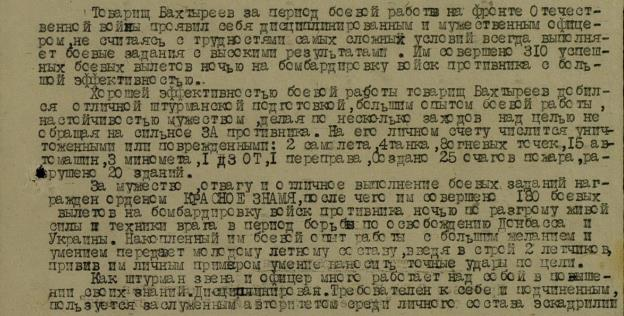 Товарищ Бахтыреев за период боевой работы на фронте Отечест-
венной войны проявил себя дисциплинированным и мужественным офице-
ром,не считаясь с трудностями самых сложных условий всегда выполня-
ет боевые задания с высокими результатами . Им совершено 310 успеш-
ных боевых вылетов ночью на бомбардировку войск противника с боль-
шой эффективностью..
Хорошей эффективностью боевой работы товарищ Бахтыреев добил-
ся отличной штурманской подготовкой,большим опытом боевой работы ,
настойчивостью мужеством ,делая по несколько заходов над целью не
обращая на сильное ЗА противника. На его личном счету числится унич-
тоженными или поврежденными: 2 самолета,4танка,8огневых точек,15 ав-
томашин,3 миномета,1 ДЗОТ,1 переправа,создано 25 очагов пожара,ра-
зрушено 20 зданий.
За мужество ,отвагу и отличное выполнение боевых заданий наг-
ражден орденом КРАСНОЕ ЗНАМЯ,после чего им совершено 180 боевых
вылетов на бомбардировку войск противника ночью по разгрому живой
силы и техники врага в период борьбы по освобождению Донбасса и
Украины. Накопленный им боевой опыт работы с большим желанием и
умением передает молодому летному составу ,введя в строй 2 летчиков,
привив им личным примером умение наносить точные удары по цели.
Как штурман звена и офицер много работает над собой в повыше-
нии своих знаний.Дисциплинирован.Требователен к себе и подчиненным,
пользуется заслуженным авторитетом среди личного состава эскадрилии